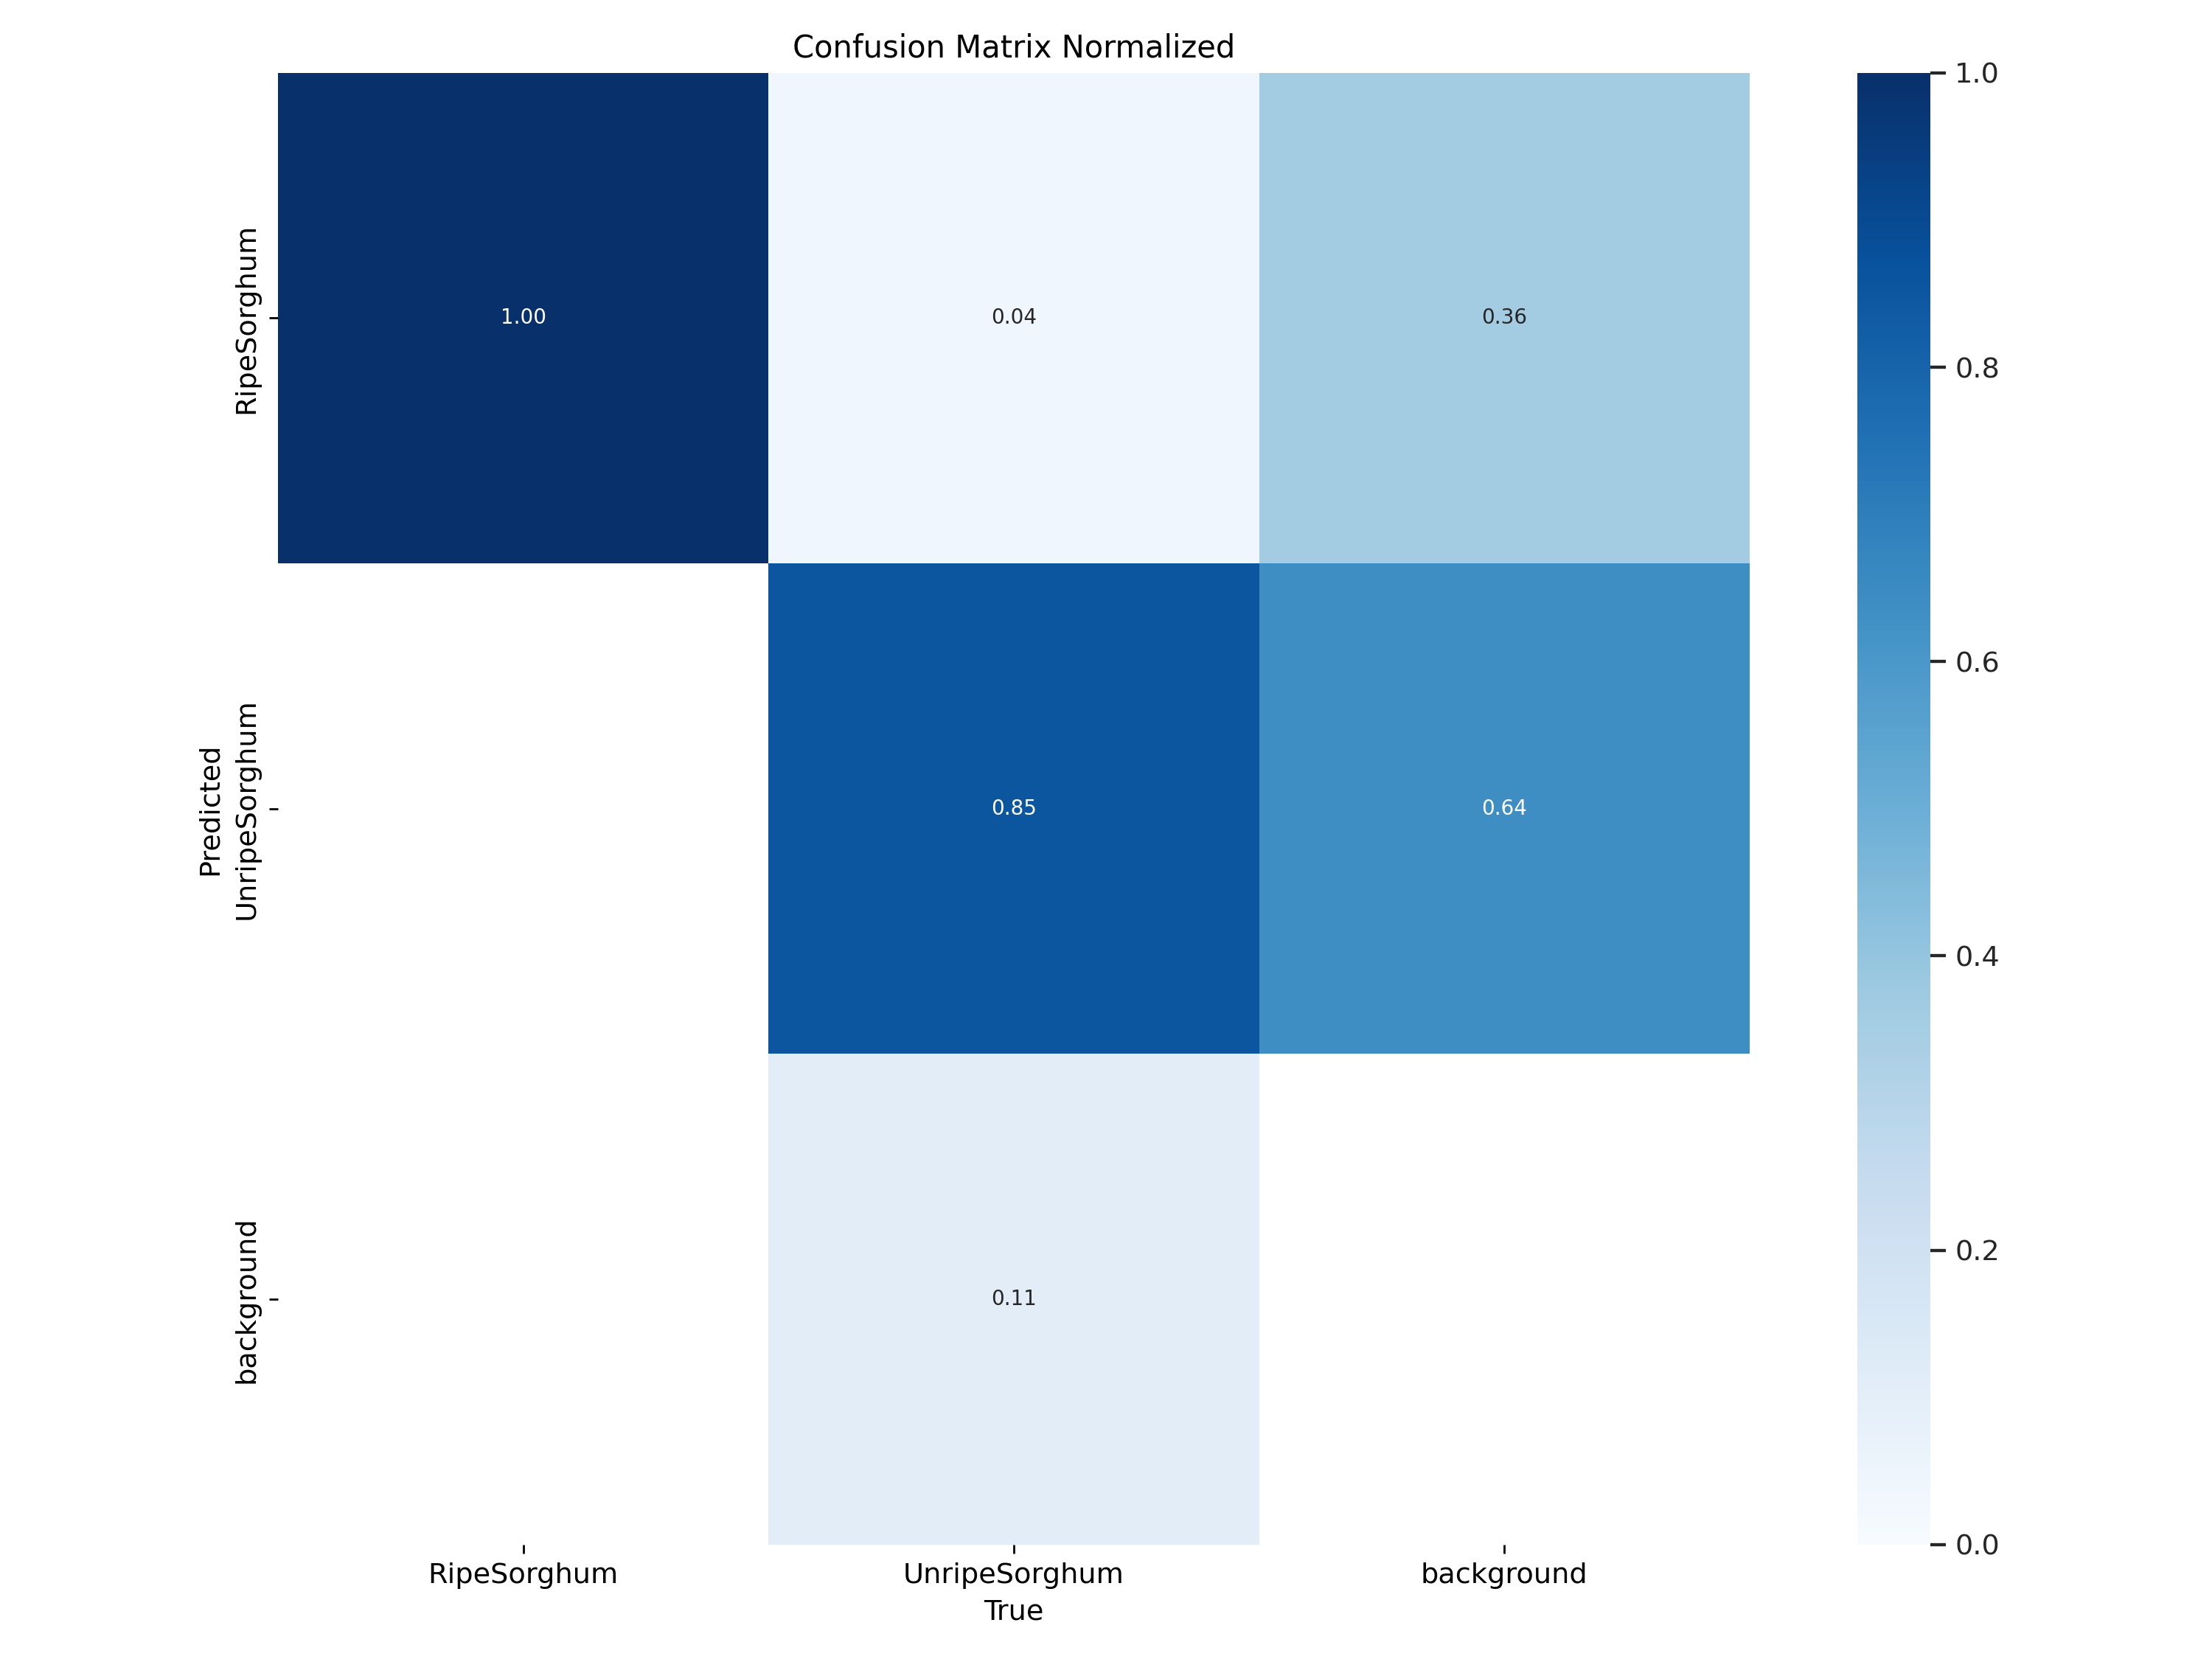 Confusion Matrix Normalized
RipeSorghum
UnripeSorghum
background
Predicted
1.00
0.04
0.36
0.85
0.64
0.11
RipeSorghum
UnripeSorghum
background
True
1.0
0.8
0.6
0.4
0.2
0.0